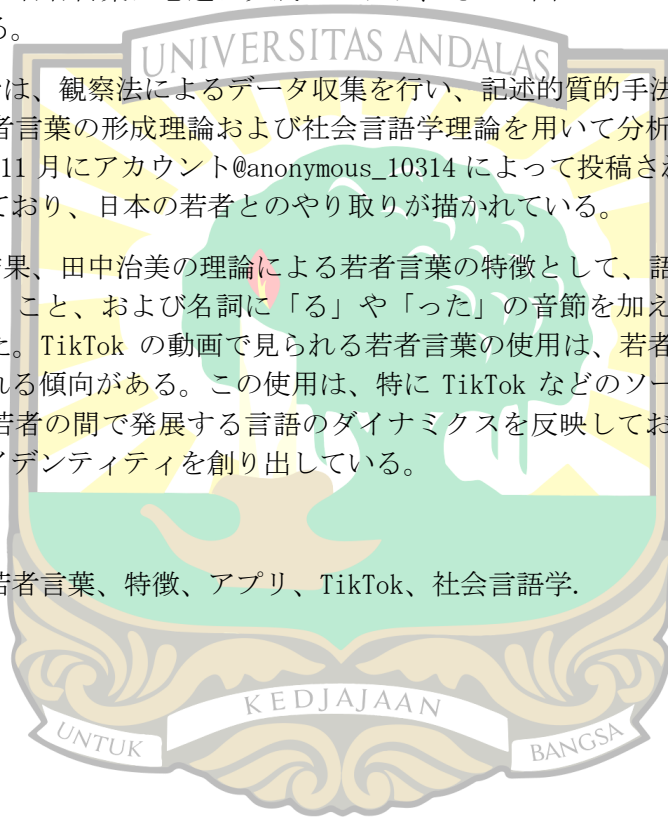 る。
UNIVERSITAS ANDALAS
は、観察法によるデータ収集を行い、記述的質的手法
者言葉の形成理論および社会言語学理論を用いて分析
11 月にアカウント@anonymous_10314 によって投稿さ
ており、日本の若者とのやり取りが描かれている。
結果、田中治美の理論による若者言葉の特徴として、語
こと、および名詞に「る」や「った」の音節を加え
た。TikTok の動画で見られる若者言葉の使用は、若者
れる傾向がある。この使用は、特に TikTok などのソー
若者の間で発展する言語のダイナミクスを反映してお
イデンティティを創り出している。
若者言葉、特徴、アプリ、TikTok、社会言語学.
KEDJAJAAN
UNTUK
BANGSA